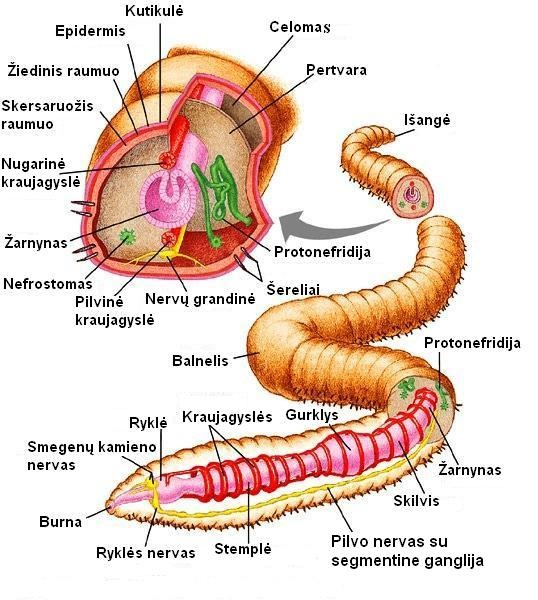 Kutikulė
Epidermis
Celomas
Žiedinis raumuo
Pertvara
Skersaruožis
raumuo
Išangė
Nugarinė
kraujagyslė
Žarnynas
Protonefridija
Nefrostomas
Pilvinė
kraujagyslė
Nervų grandinė
Šereliai
Balnelis
Protonefridija
Ryklė
Kraujagyslės
Gurklys
Smegenų kamieno
nervas
Žarnynas
Skilvis
Burna
Ryklės nervas
Stemplė
Pilvo nervas su
segmentine ganglija